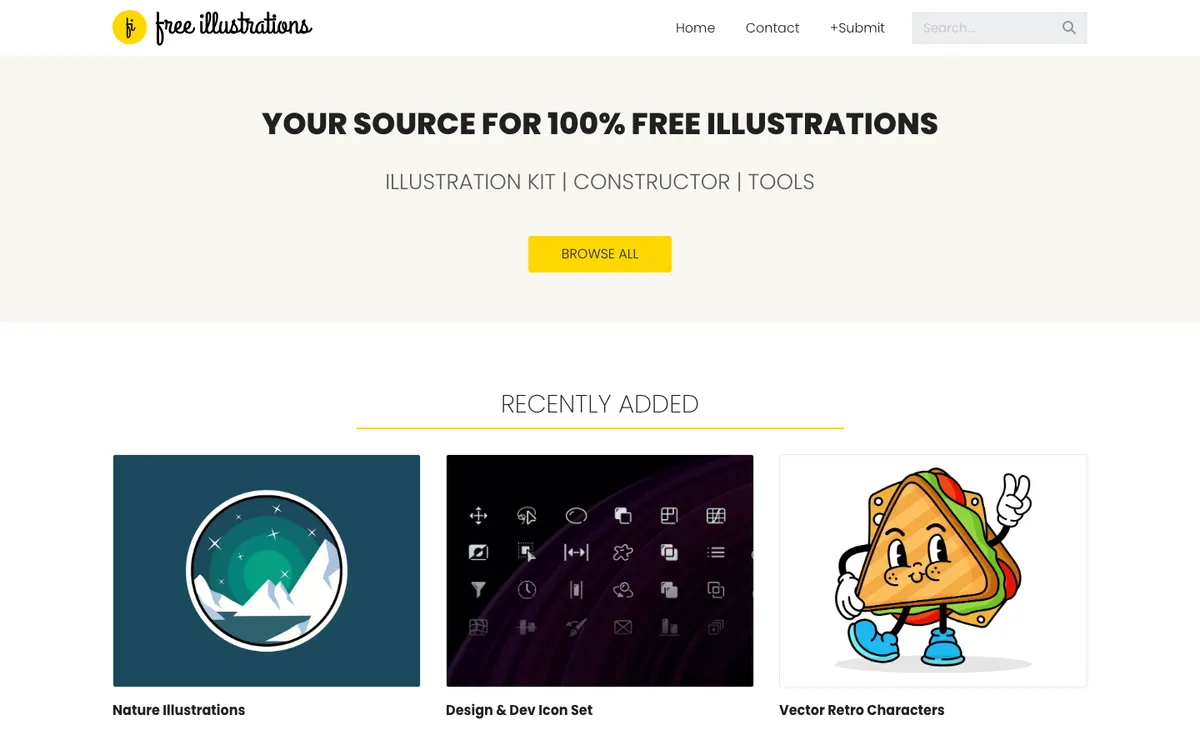 fi free illustrations
Home Contact +Submit Search...
YOUR SOURCE FOR 100% FREE ILLUSTRATIONS
ILLUSTRATION KIT | CONSTRUCTOR | TOOLS
BROWSE ALL
RECENTLY ADDED
Nature Illustrations
Design & Dev Icon Set
Vector Retro Characters